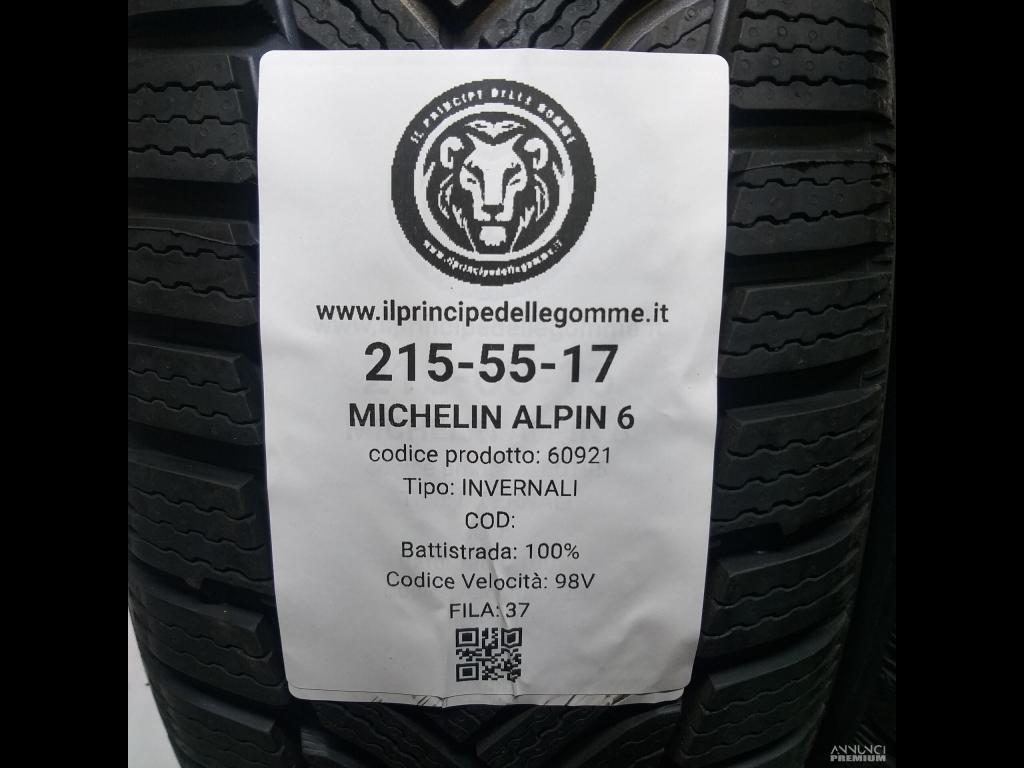 IL PRINCIPE DELLE GOMME
www.ilprincipedellegomme.it
www.ilprincipedellegomme.it
215-55-17
MICHELIN ALPIN 6
codice prodotto: 60921
Tipo: INVERNALI
COD:
Battistrada: 100%
Codice Velocità: 98V
FILA: 37
ANNUNCI
PREMIUM